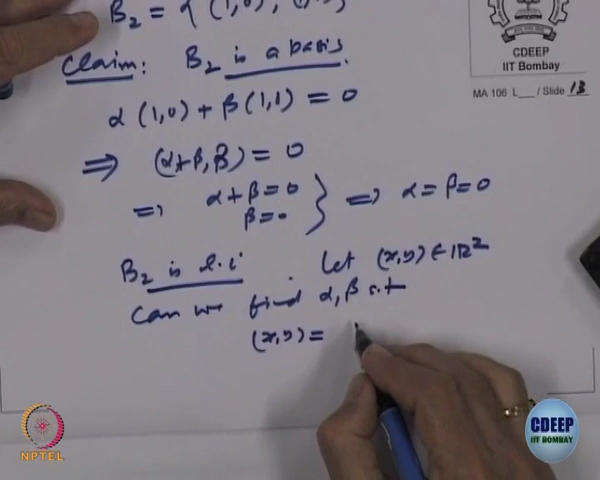 B₂ = { (1,0), (1,1) }
CDEEP
IIT Bombay
MA 106 L___ / Slide 13
Claim: B₂ is a basis.
α (1,0) + β (1,1) = 0
⟹ (α+β, β) = 0
⟹ α+β=0
β=0 } ⟹ α = β = 0
B₂ is l.i. Let (x,y) ∈ ℝ²
Can we find α, β s.t
(x,y) =
NPTEL
CDEEP
IIT BOMBAY